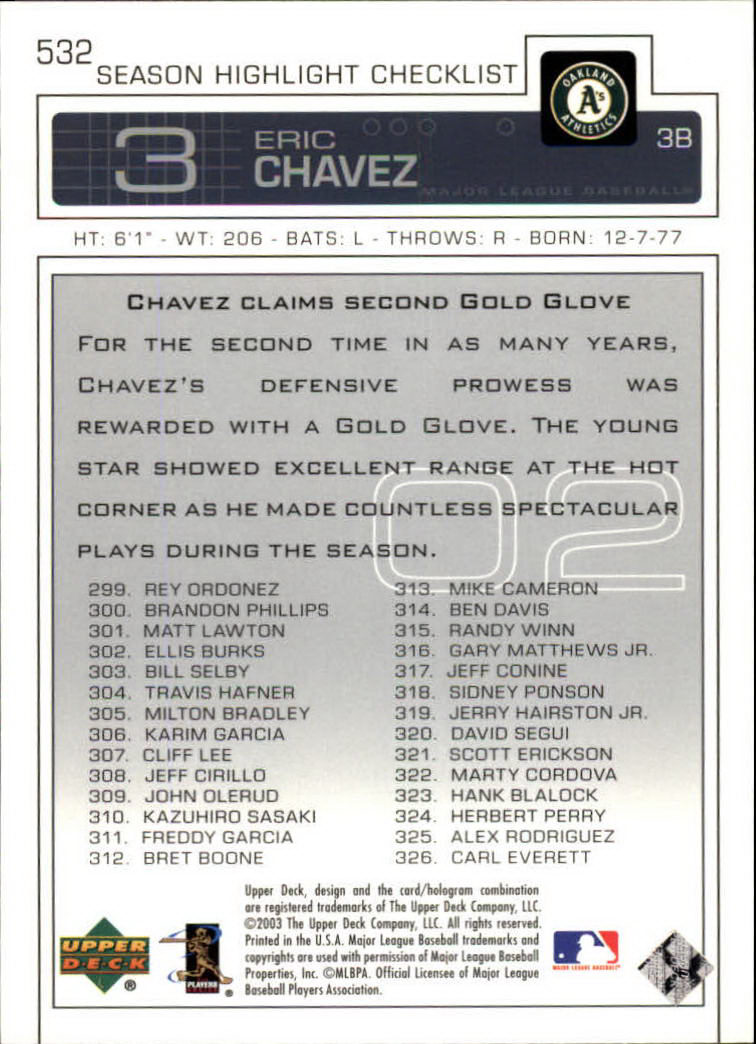 532
SEASON HIGHLIGHT CHECKLIST
OAKLAND
A's
ATHLETICS
3
ERIC
CHAVEZ
3B
MAJOR LEAGUE BASEBALL
HT: 6'1" - WT: 206 - BATS: L - THROWS: R - BORN: 12-7-77
CHAVEZ CLAIMS SECOND GOLD GLOVE
FOR THE SECOND TIME IN AS MANY YEARS,
CHAVEZ'S DEFENSIVE PROWESS WAS
REWARDED WITH A GOLD GLOVE. THE YOUNG
STAR SHOWED EXCELLENT RANGE AT THE HOT
CORNER AS HE MADE COUNTLESS SPECTACULAR
PLAYS DURING THE SEASON.
02
299. REY ORDONEZ
300. BRANDON PHILLIPS
301. MATT LAWTON
302. ELLIS BURKS
303. BILL SELBY
304. TRAVIS HAFNER
305. MILTON BRADLEY
306. KARIM GARCIA
307. CLIFF LEE
308. JEFF CIRILLO
309. JOHN OLERUD
310. KAZUHIRO SASAKI
311. FREDDY GARCIA
312. BRET BOONE
313. MIKE CAMERON
314. BEN DAVIS
315. RANDY WINN
316. GARY MATTHEWS JR.
317. JEFF CONINE
318. SIDNEY PONSON
319. JERRY HAIRSTON JR.
320. DAVID SEGUI
321. SCOTT ERICKSON
322. MARTY CORDOVA
323. HANK BLALOCK
324. HERBERT PERRY
325. ALEX RODRIGUEZ
326. CARL EVERETT
Upper Deck, design and the card/hologram combination
are registered trademarks of The Upper Deck Company, LLC.
©2003 The Upper Deck Company, LLC. All rights reserved.
Printed in the U.S.A. Major League Baseball trademarks and
copyrights are used with permission of Major League Baseball
Properties, Inc. ©MLBPA. Official Licensee of Major League
Baseball Players Association.
UPPER
D·E·C·K
®
PLAYERS
®
MAJOR LEAGUE BASEBALL